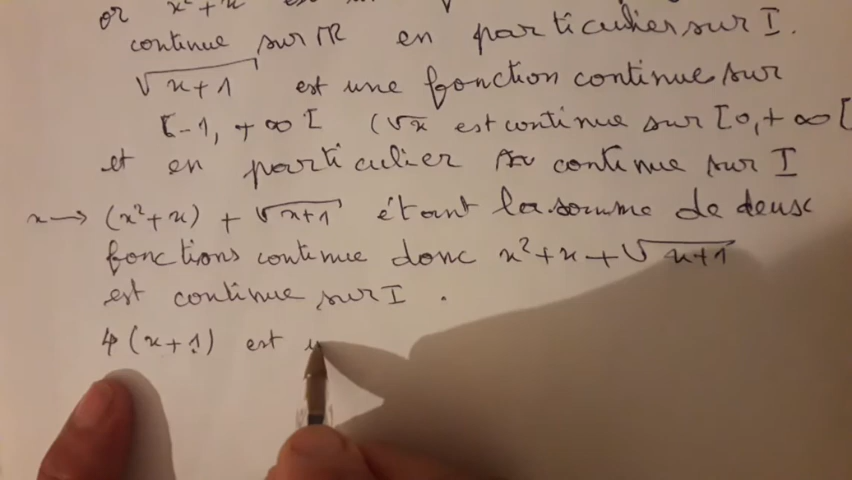 or x²+x
continue sur ℝ en particulier sur I.
√x+1 est une fonction continue sur
[-1, +∞[ (√x est continue sur [0, +∞[
et en particulier continue sur I
x → (x²+x) + √x+1 étant la somme de deux
fonctions continue donc x²+x+√x+1
est continue sur I.
4(x+1) est